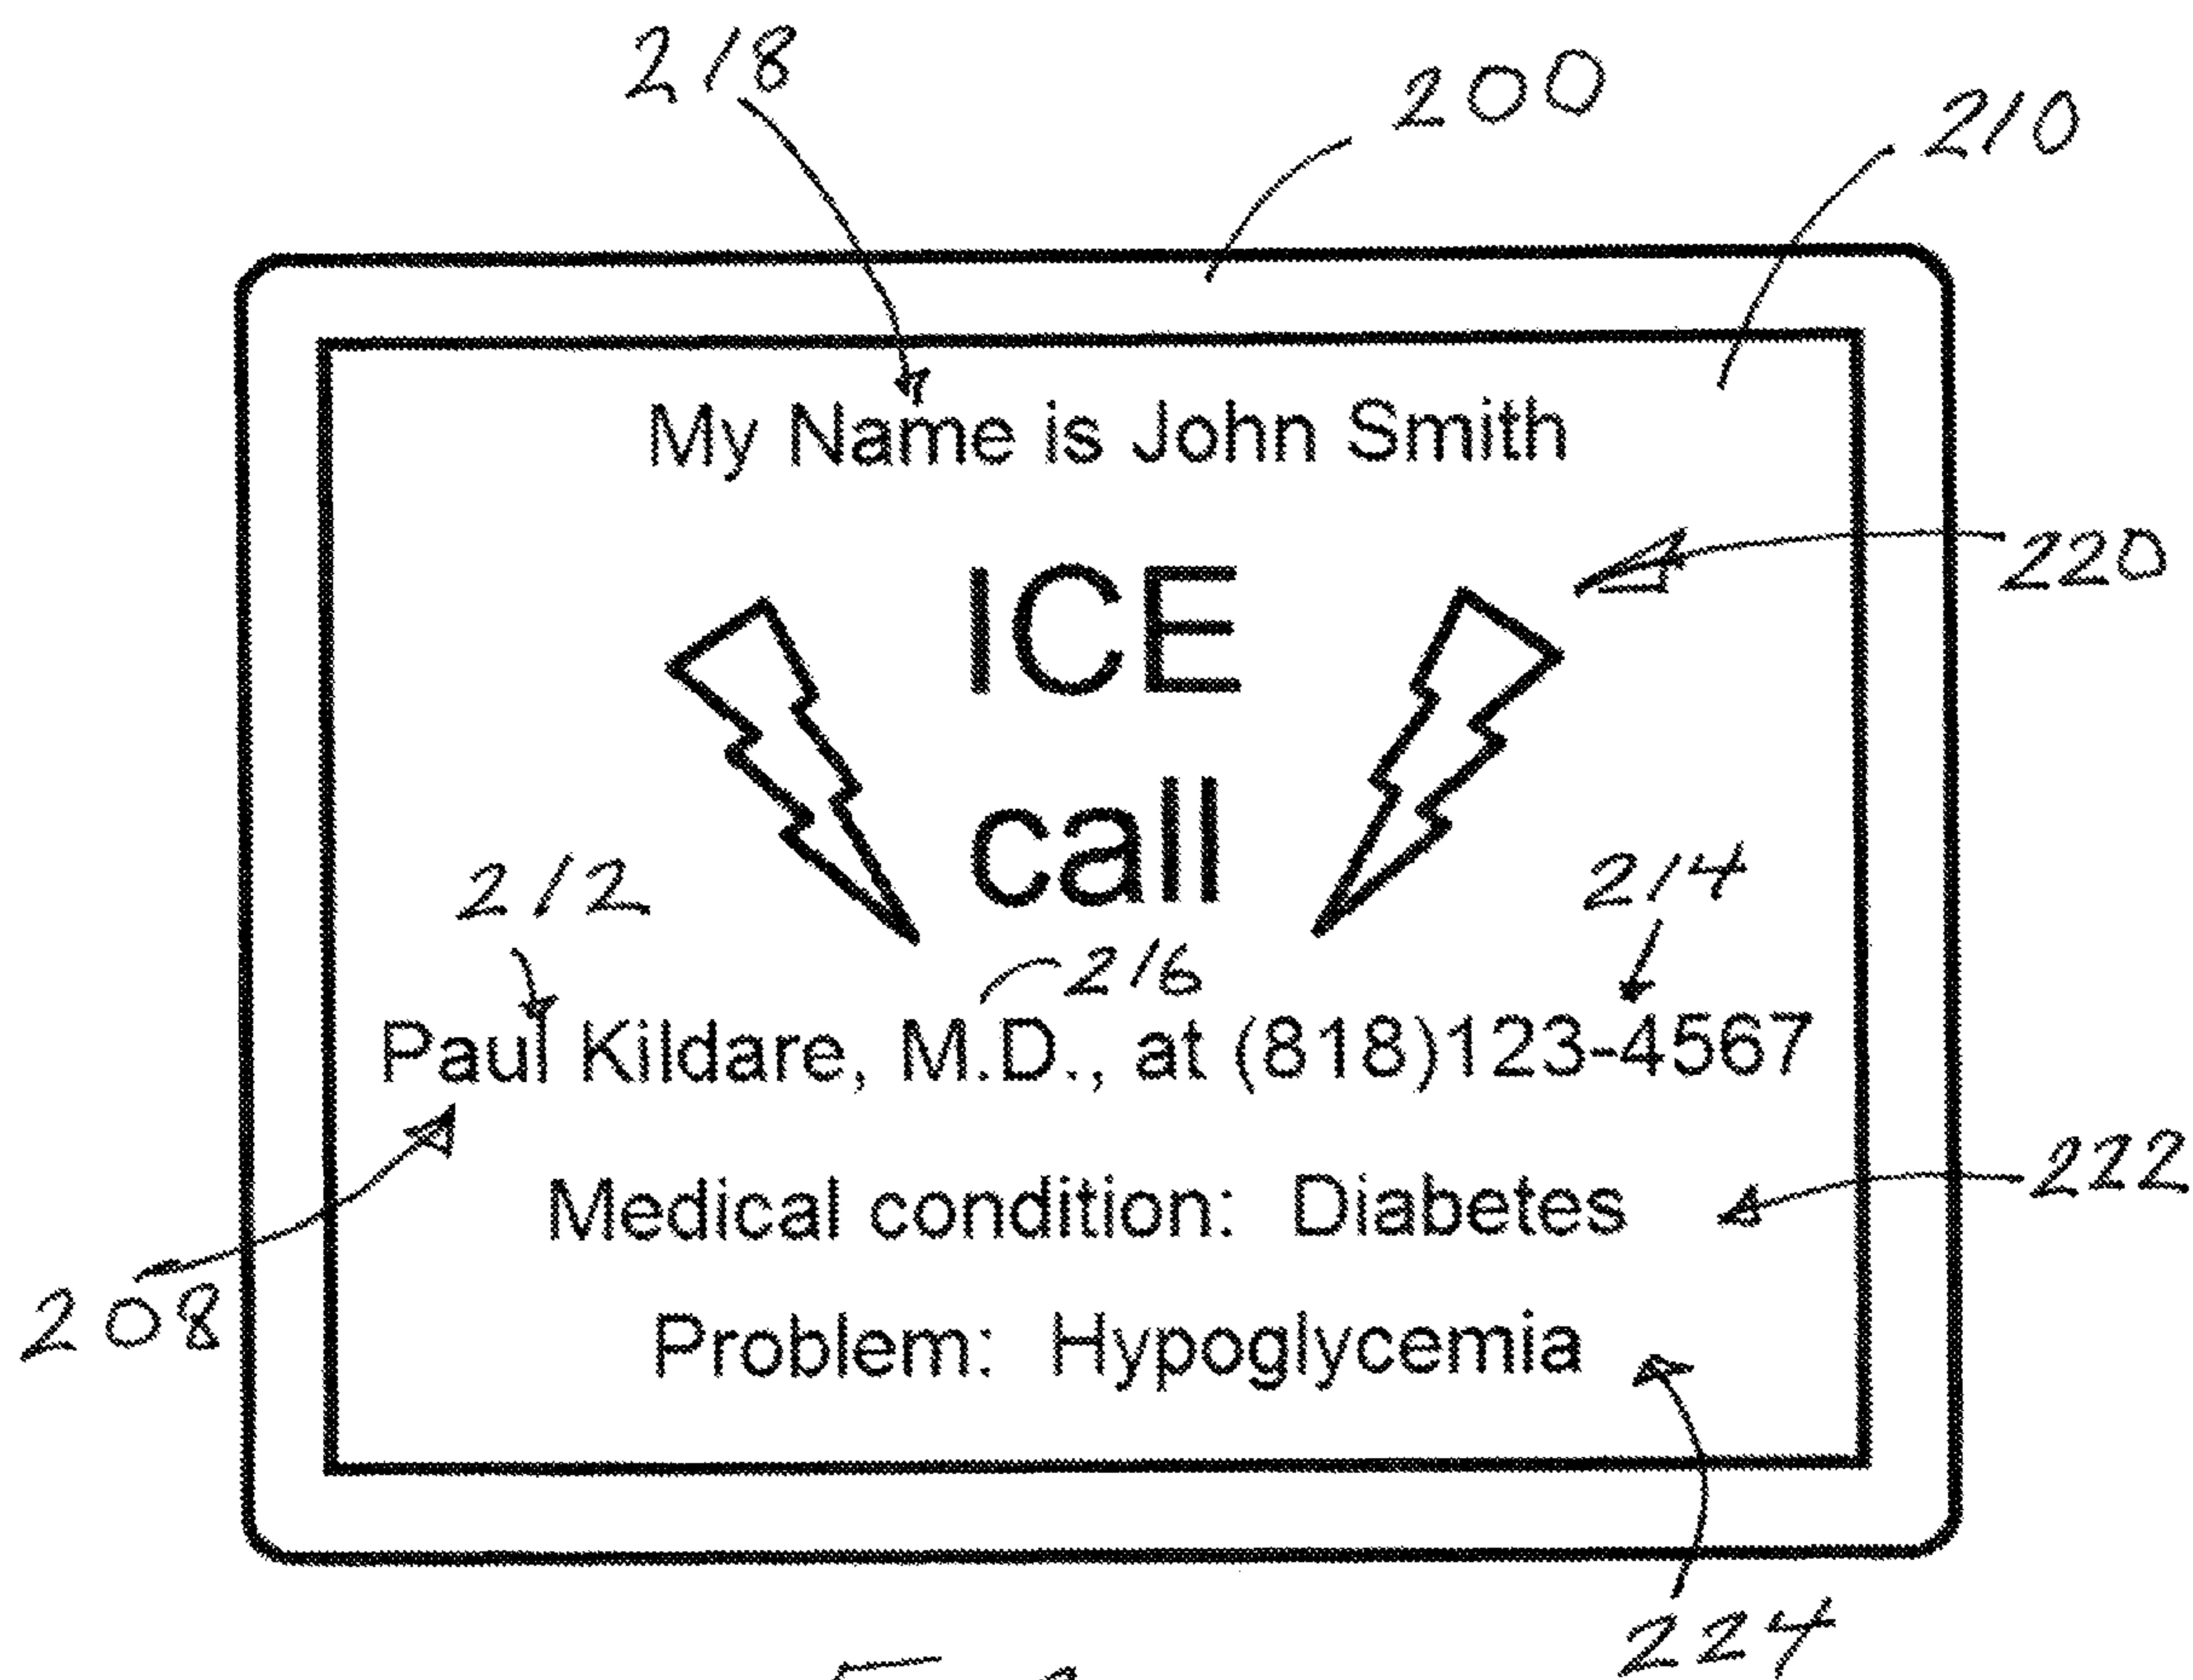 218
200
210
My Name is John Smith
220
ICE
call
212
214
216
Paul Kildare, M.D., at (818)123-4567
222
Medical condition: Diabetes
208
Problem: Hypoglycemia
224